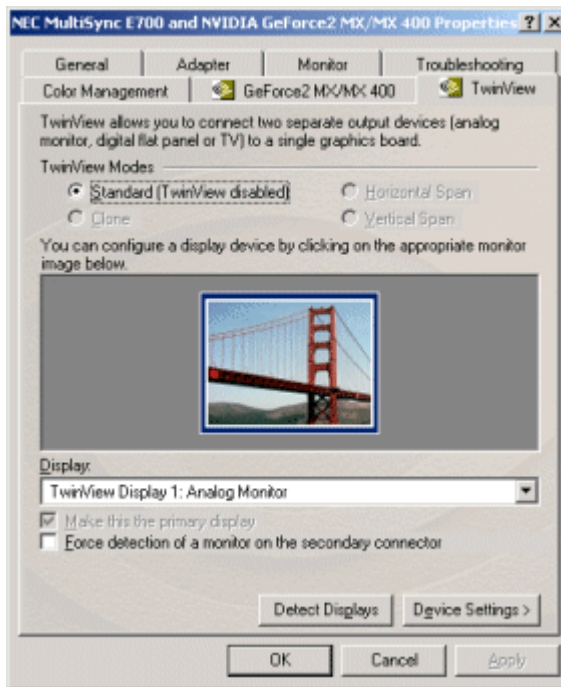 NEC MultiSync E700 and NVIDIA GeForce2 MX/MX 400 Properties
General Adapter Monitor Troubleshooting
Color Management GeForce2 MX/MX 400 TwinView
TwinView allows you to connect two separate output devices (analog
monitor, digital flat panel or TV) to a single graphics board.
TwinView Modes
Standard (TwinView disabled) Horizontal Span
Clone Vertical Span
You can configure a display device by clicking on the appropriate monitor
image below.
Display:
TwinView Display 1: Analog Monitor
Make this the primary display
Force detection of a monitor on the secondary connector
Detect Displays Device Settings >
OK Cancel Apply